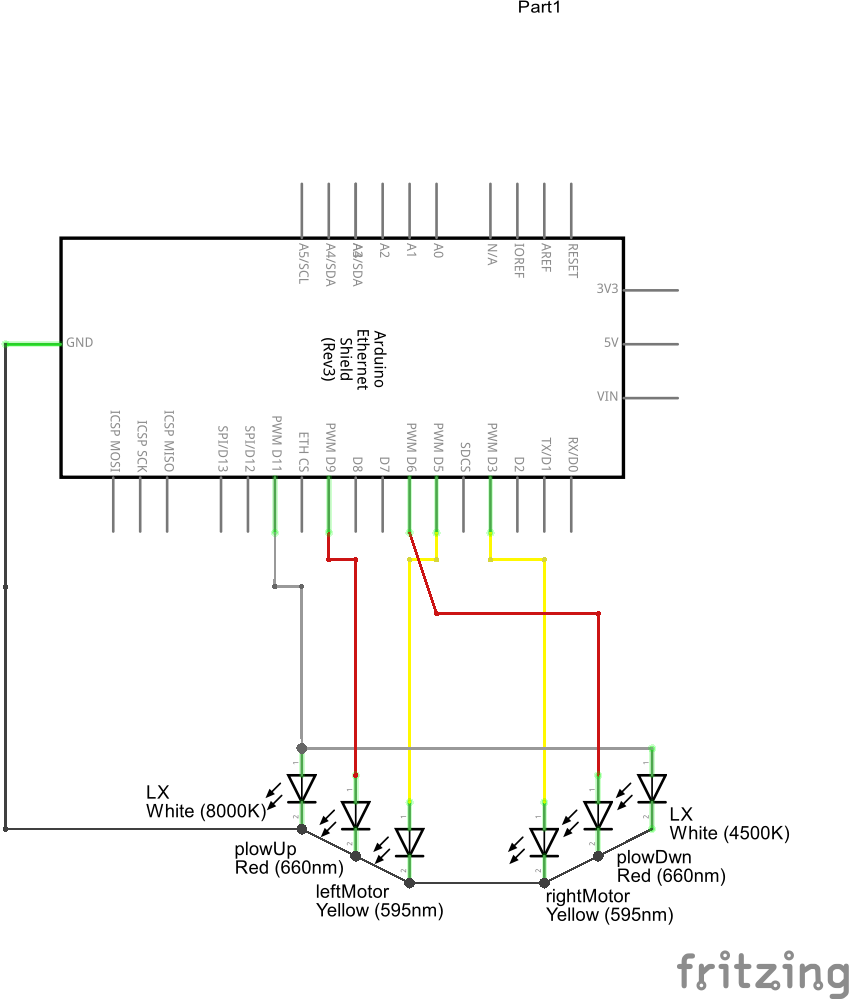 Part1
A5/SCL
A4/SDA
A3/SDA
A2
A1
A0
N/A
IOREF
AREF
RESET
3V3
5V
VIN
GND
Arduino
Ethernet
Shield
(Rev3)
ICSP MOSI
ICSP SCK
ICSP MISO
SPI/D13
SPI/D12
PWM D11
ETH CS
PWM D9
D8
D7
PWM D6
PWM D5
SDCS
PWM D3
D2
TX/D1
RX/D0
1
2
1
2
1
2
1
2
1
2
1
2
LX
White (8000K)
plowUp
Red (660nm)
leftMotor
Yellow (595nm)
rightMotor
Yellow (595nm)
plowDwn
Red (660nm)
LX
White (4500K)
fritzing